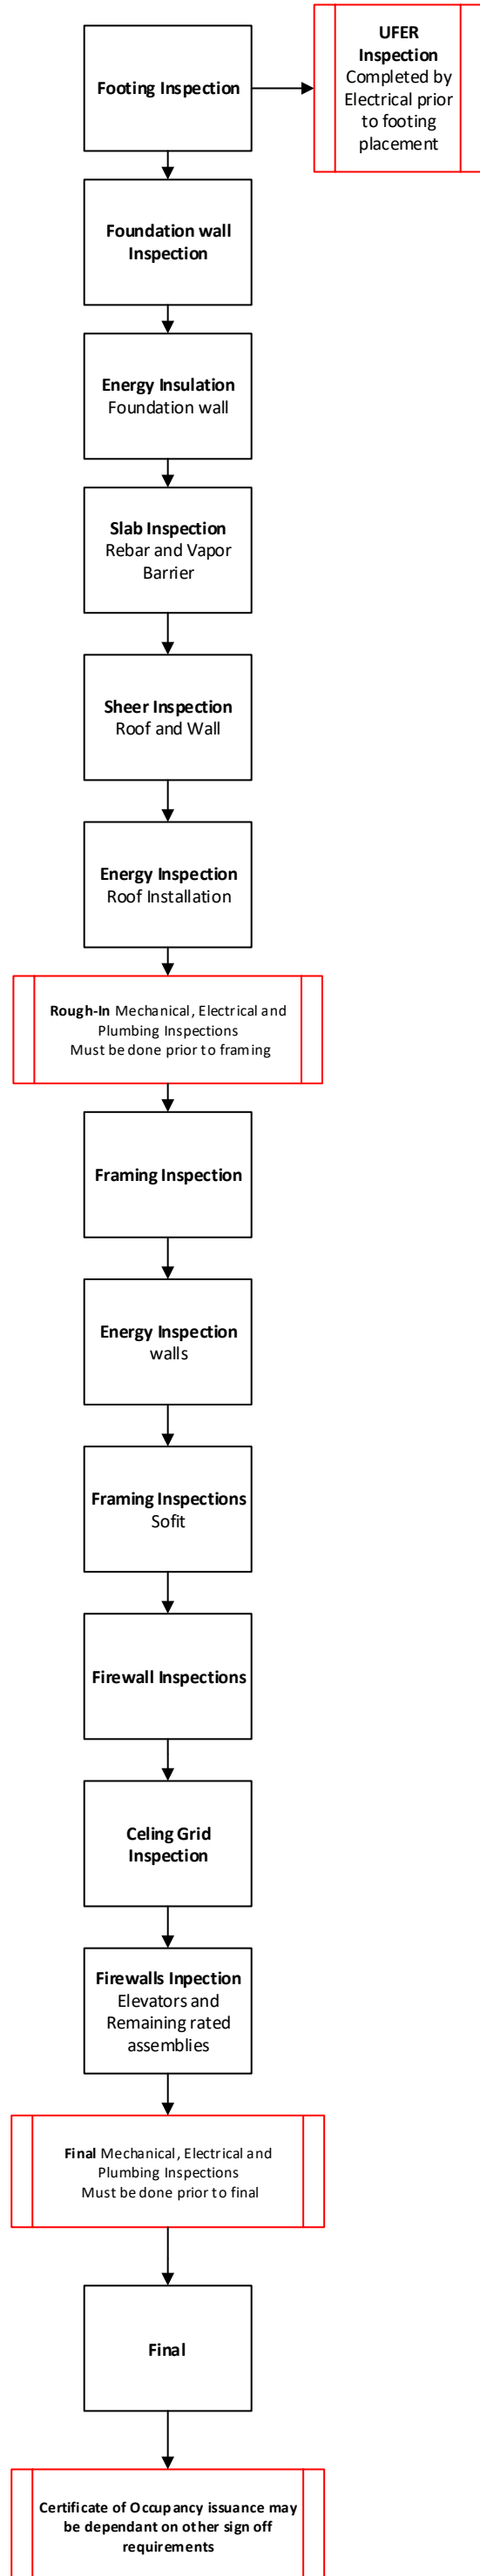 Footing Inspection
UFER
Inspection
Completed by
Electrical prior
to footing
placement
Foundation wall
Inspection
Energy Insulation
Foundation wall
Slab Inspection
Rebar and Vapor
Barrier
Sheer Inspection
Roof and Wall
Energy Inspection
Roof Installation
Rough-In Mechanical, Electrical and
Plumbing Inspections
Must be done prior to framing
Framing Inspection
Energy Inspection
walls
Framing Inspections
Sofit
Firewall Inspections
Celing Grid
Inspection
Firewalls Inpection
Elevators and
Remaining rated
assemblies
Final Mechanical, Electrical and
Plumbing Inspections
Must be done prior to final
Final
Certificate of Occupancy issuance may
be dependant on other sign off
requirements